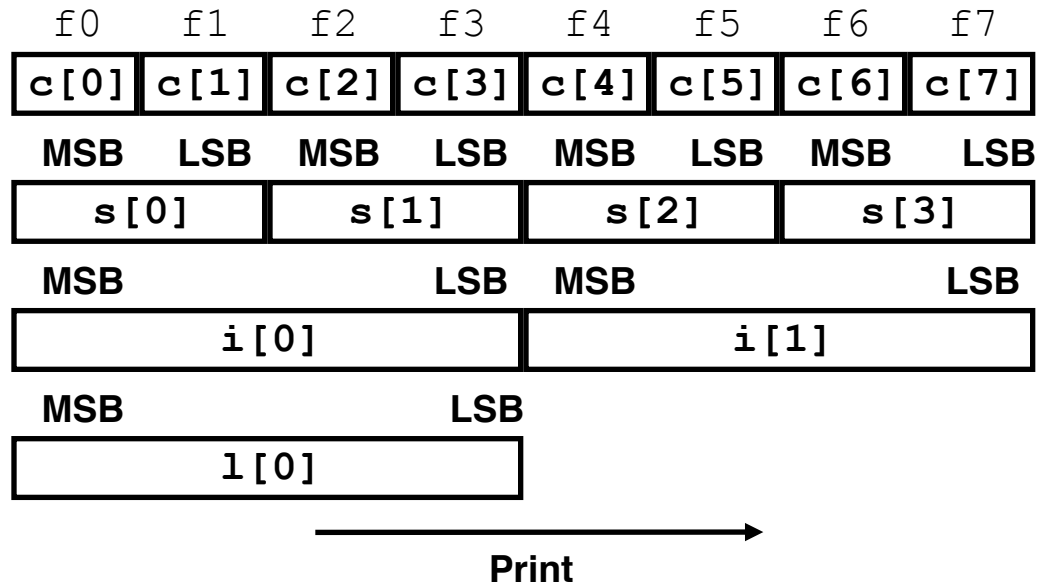 f0 f1 f2 f3 f4 f5 f6 f7
c[0] c[1] c[2] c[3] c[4] c[5] c[6] c[7]
MSB LSB MSB LSB MSB LSB MSB LSB
s[0] s[1] s[2] s[3]
MSB LSB MSB LSB
i[0] i[1]
MSB LSB
l[0]
Print